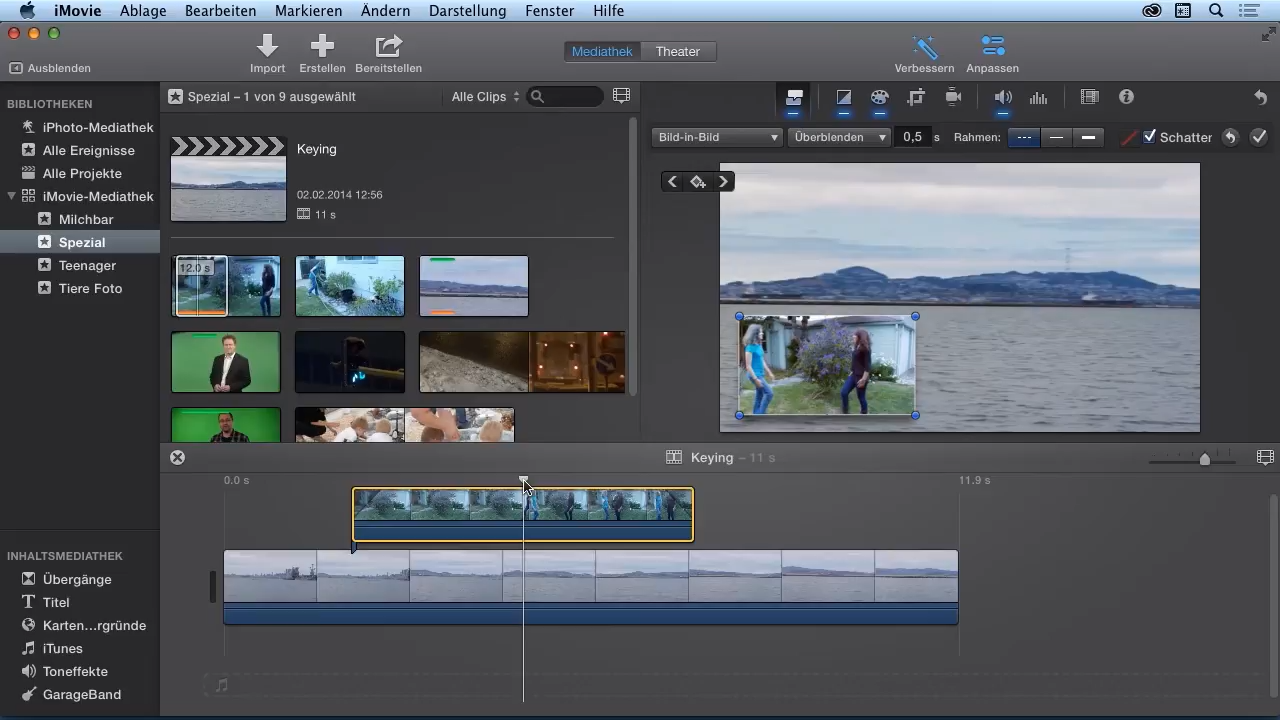 iMovie Ablage Bearbeiten Markieren Ändern Darstellung Fenster Hilfe
Ausblenden
Import Erstellen Bereitstellen
Mediathek Theater
Verbessern Anpassen
BIBLIOTHEKEN
iPhoto-Mediathek
Alle Ereignisse
Alle Projekte
iMovie-Mediathek
Milchbar
Spezial
Teenager
Tiere Foto
Spezial – 1 von 9 ausgewählt
Alle Clips
Keying
02.02.2014 12:56
11 s
12.0 s
Bild-in-Bild Überblenden 0,5 s Rahmen: Schatter
Keying – 11 s
0.0 s 11.9 s
INHALTSMEDIATHEK
Übergänge
Titel
Karten...rgründe
iTunes
Toneffekte
GarageBand